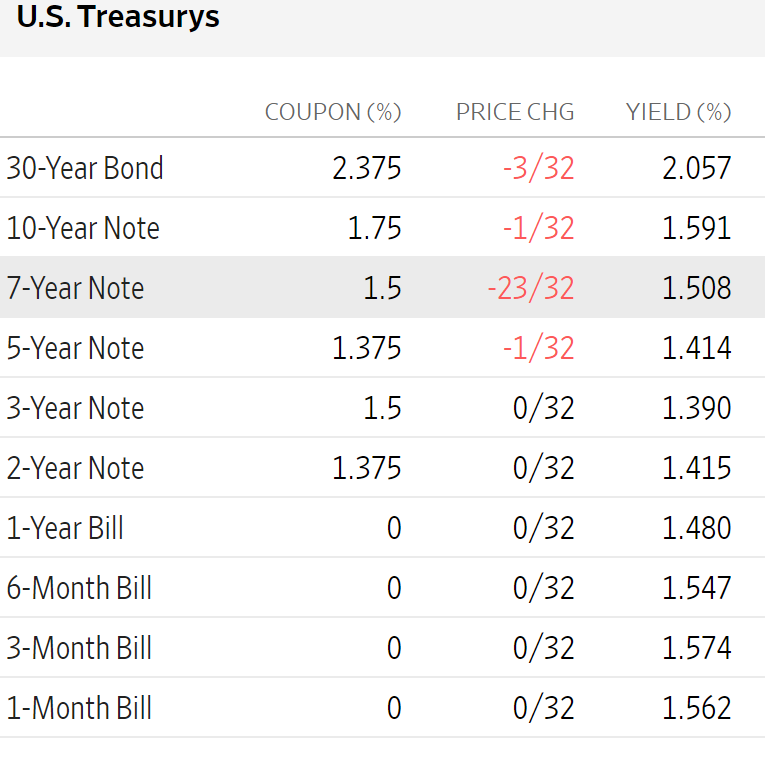 U.S. Treasurys
COUPON (%) PRICE CHG YIELD (%)
30-Year Bond 2.375 -3/32 2.057
10-Year Note 1.75 -1/32 1.591
7-Year Note 1.5 -23/32 1.508
5-Year Note 1.375 -1/32 1.414
3-Year Note 1.5 0/32 1.390
2-Year Note 1.375 0/32 1.415
1-Year Bill 0 0/32 1.480
6-Month Bill 0 0/32 1.547
3-Month Bill 0 0/32 1.574
1-Month Bill 0 0/32 1.562